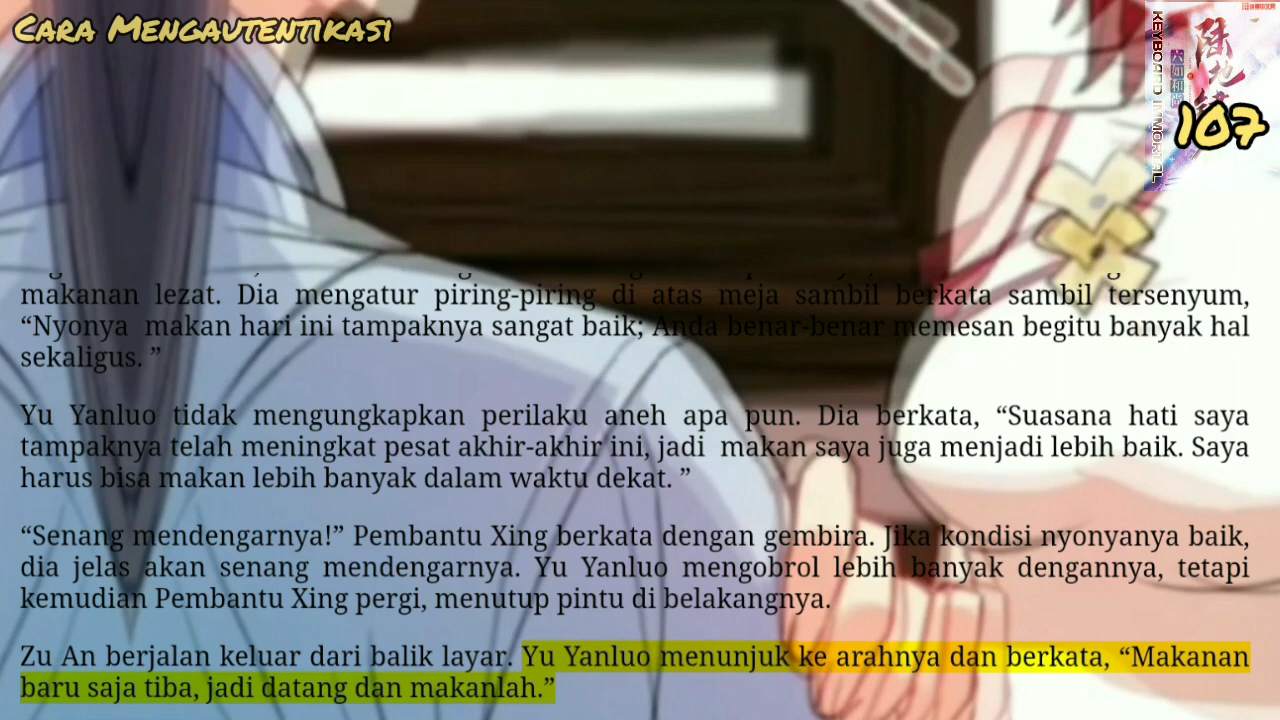 Cara Mengautentikasi
KEYBOARD IMMORTAL
107
makanan lezat. Dia mengatur piring-piring di atas meja sambil berkata sambil tersenyum,
“Nyonya  makan hari ini tampaknya sangat baik; Anda benar-benar memesan begitu banyak hal
sekaligus. ”
Yu Yanluo tidak mengungkapkan perilaku aneh apa pun. Dia berkata, “Suasana hati saya
tampaknya telah meningkat pesat akhir-akhir ini, jadi  makan saya juga menjadi lebih baik. Saya
harus bisa makan lebih banyak dalam waktu dekat. ”
“Senang mendengarnya!” Pembantu Xing berkata dengan gembira. Jika kondisi nyonyanya baik,
dia jelas akan senang mendengarnya. Yu Yanluo mengobrol lebih banyak dengannya, tetapi
kemudian Pembantu Xing pergi, menutup pintu di belakangnya.
Zu An berjalan keluar dari balik layar. Yu Yanluo menunjuk ke arahnya dan berkata, “Makanan
baru saja tiba, jadi datang dan makanlah.”